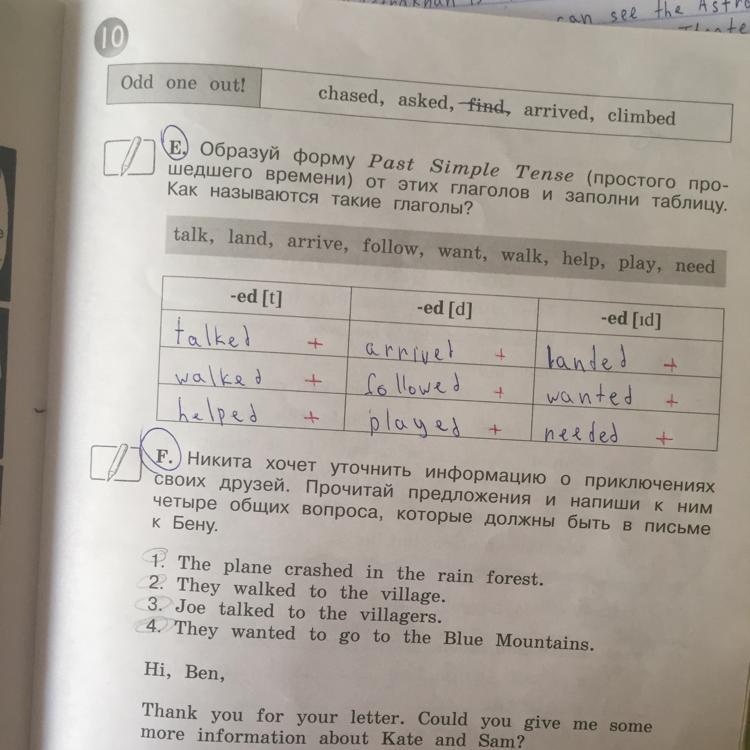 can see the Astra
10
Odd one out! chased, asked, find, arrived, climbed
E. Образуй форму Past Simple Tense (простого про-
шедшего времени) от этих глаголов и заполни таблицу.
Как называются такие глаголы?
talk, land, arrive, follow, want, walk, help, play, need
-ed [t] -ed [d] -ed [ɪd]
talked + arrived + landed +
walked + followed + wanted +
helped + played + needed +
F. Никита хочет уточнить информацию о приключениях
своих друзей. Прочитай предложения и напиши к ним
четыре общих вопроса, которые должны быть в письме
к Бену.
1. The plane crashed in the rain forest.
2. They walked to the village.
3. Joe talked to the villagers.
4. They wanted to go to the Blue Mountains.
Hi, Ben,
Thank you for your letter. Could you give me some
more information about Kate and Sam?